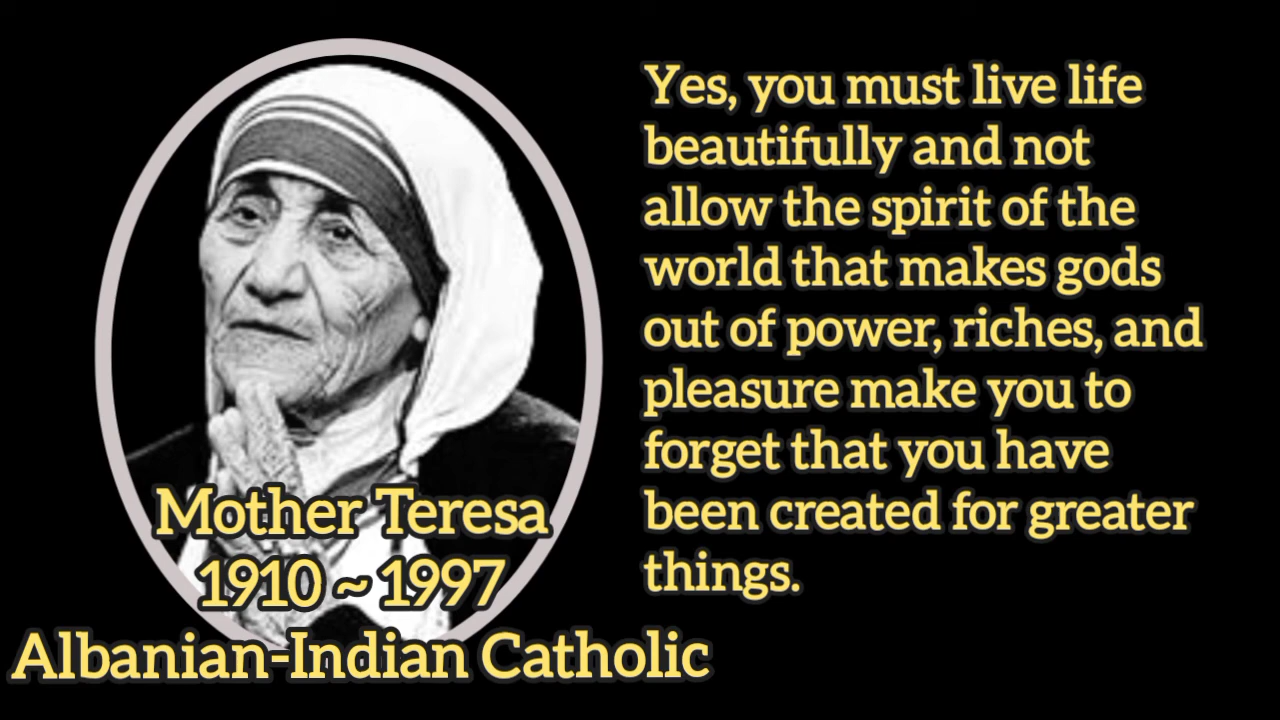 Yes, you must live life
beautifully and not
allow the spirit of the
world that makes gods
out of power, riches, and
pleasure make you to
forget that you have
been created for greater
things.
Mother Teresa
1910 ~ 1997
Albanian-Indian Catholic